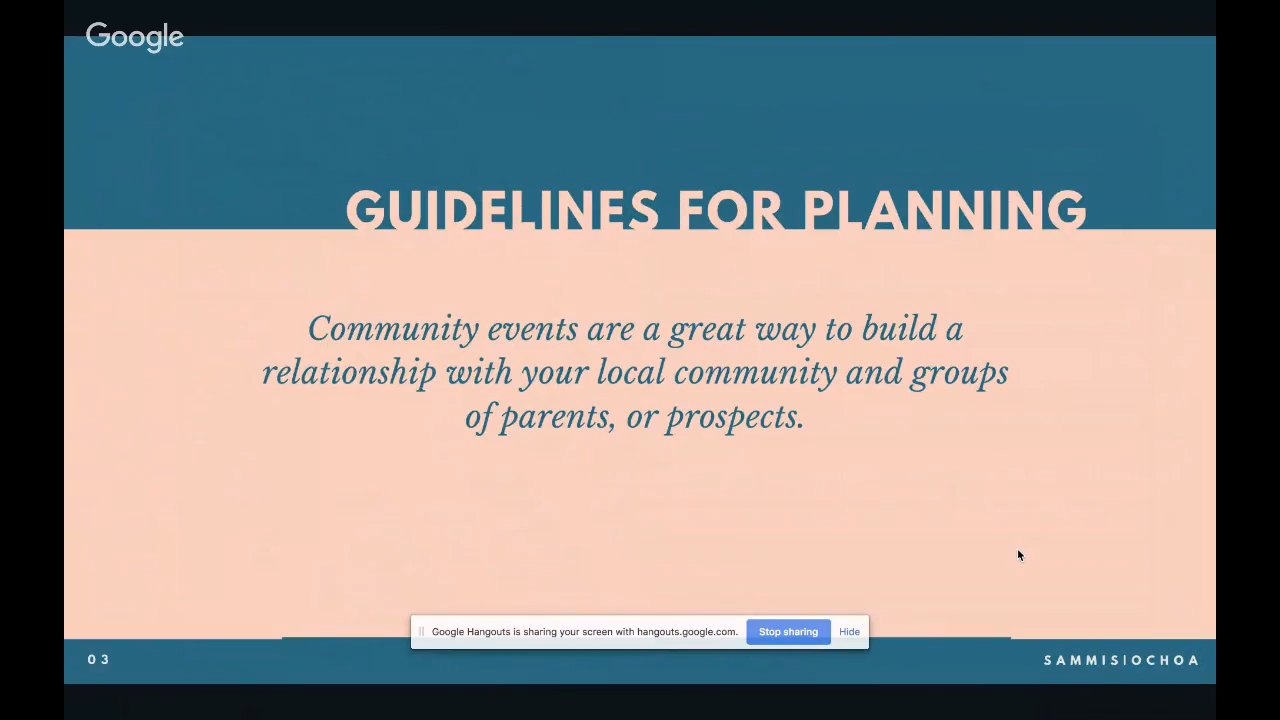 Google
GUIDELINES FOR PLANNING
Community events are a great way to build a
relationship with your local community and groups
of parents, or prospects.
Google Hangouts is sharing your screen with hangouts.google.com. Stop sharing Hide
03 SAMMIS|OCHOA